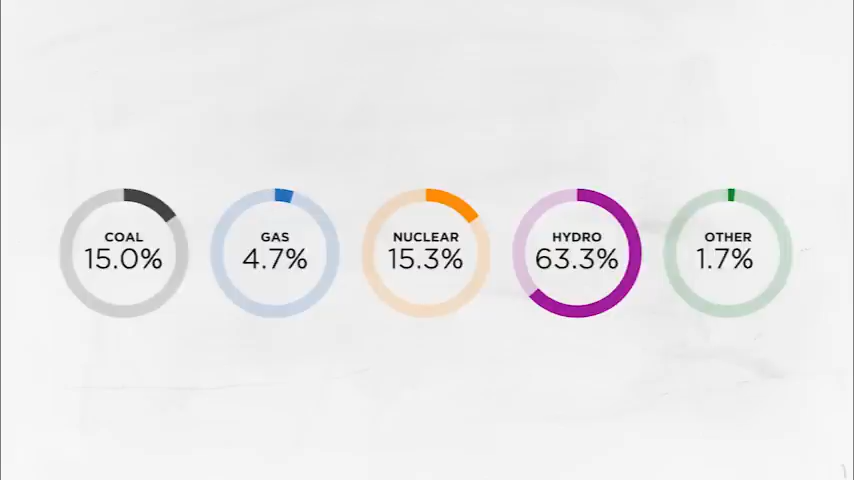 COAL
15.0%
GAS
4.7%
NUCLEAR
15.3%
HYDRO
63.3%
OTHER
1.7%